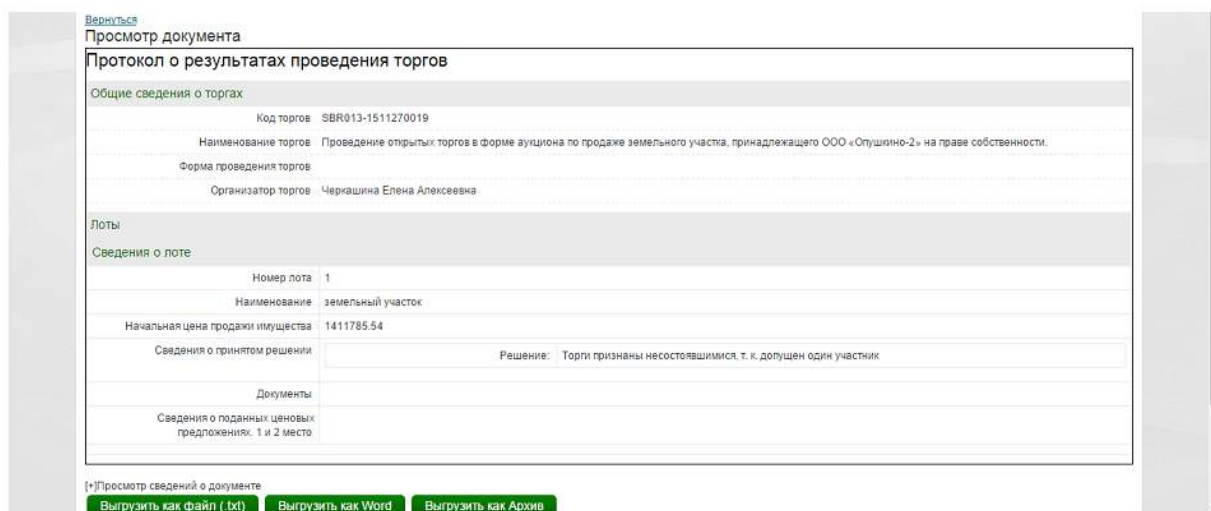 Вернуться
Просмотр документа
Протокол о результатах проведения торгов
Общие сведения о торгах
Код торгов SBR013-1511270019
Наименование торгов Проведение открытых торгов в форме аукциона по продаже земельного участка, принадлежащего ООО «Опушкино-2» на праве собственности.
Форма проведения торгов
Организатор торгов Черкашина Елена Алексеевна
Лоты
Сведения о лоте
Номер лота 1
Наименование земельный участок
Начальная цена продажи имущества 1411785.54
Сведения о принятом решении Решение: Торги признаны несостоявшимися, т. к. допущен один участник
Документы
Сведения о поданных ценовых
предложениях. 1 и 2 место
[+]Просмотр сведений о документе
Выгрузить как файл (.txt) Выгрузить как Word Выгрузить как Архив